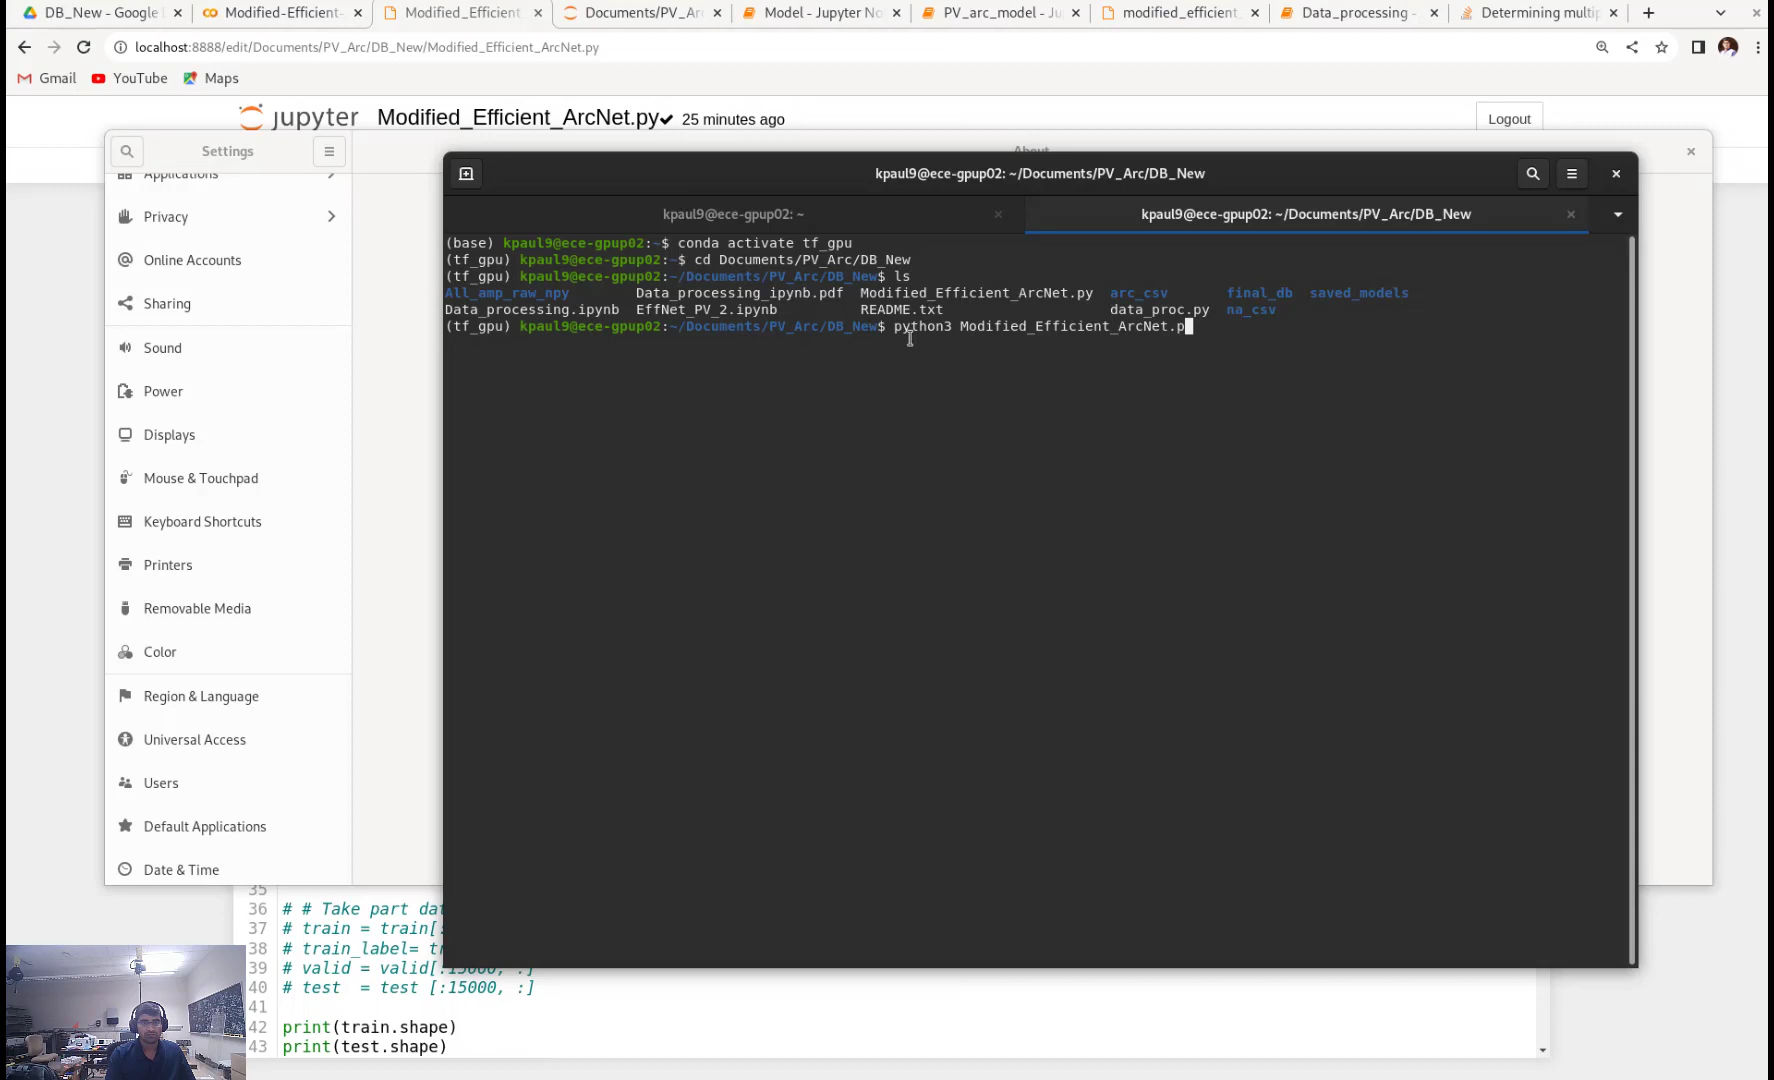 DB_New - Google
Modified-Efficient-
Modified_Efficient
Documents/PV_Ar
Model - Jupyter No
PV_arc_model - Ju
modified_efficient
Data_processing -
Determining multip
localhost:8888/edit/Documents/PV_Arc/DB_New/Modified_Efficient_ArcNet.py
Gmail
YouTube
Maps
jupyter
Modified_Efficient_ArcNet.py
25 minutes ago
Logout
Settings
About
Applications
Privacy
Online Accounts
Sharing
Sound
Power
Displays
Mouse & Touchpad
Keyboard Shortcuts
Printers
Removable Media
Color
Region & Language
Universal Access
Users
Default Applications
Date & Time
kpaul9@ece-gpup02: ~/Documents/PV_Arc/DB_New
kpaul9@ece-gpup02: ~
kpaul9@ece-gpup02: ~/Documents/PV_Arc/DB_New
(base) kpaul9@ece-gpup02:~$ conda activate tf_gpu
(tf_gpu) kpaul9@ece-gpup02:~$ cd Documents/PV_Arc/DB_New
(tf_gpu) kpaul9@ece-gpup02:~/Documents/PV_Arc/DB_New$ ls
All_amp_raw_npy Data_processing_ipynb.pdf Modified_Efficient_ArcNet.py arc_csv final_db saved_models
Data_processing.ipynb EffNet_PV_2.ipynb README.txt data_proc.py na_csv
(tf_gpu) kpaul9@ece-gpup02:~/Documents/PV_Arc/DB_New$ python3 Modified_Efficient_ArcNet.p
35
36 # # Take part dat
37 # train = train[:
38 # train_label= tr
39 # valid = valid[:15000, :]
40 # test = test [:15000, :]
41
42 print(train.shape)
43 print(test.shape)